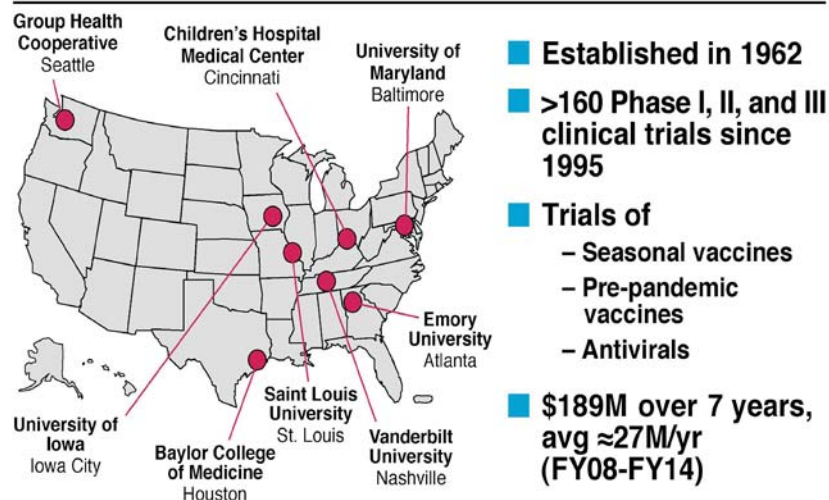 Group Health
Cooperative
Seattle
Children's Hospital
Medical Center
Cincinnati
University of
Maryland
Baltimore
Emory
University
Atlanta
University of
Iowa
Iowa City
Baylor College
of Medicine
Houston
Saint Louis
University
St. Louis
Vanderbilt
University
Nashville
Established in 1962
>160 Phase I, II, and III
clinical trials since
1995
Trials of
– Seasonal vaccines
– Pre-pandemic
vaccines
– Antivirals
$189M over 7 years,
avg ≈27M/yr
(FY08-FY14)